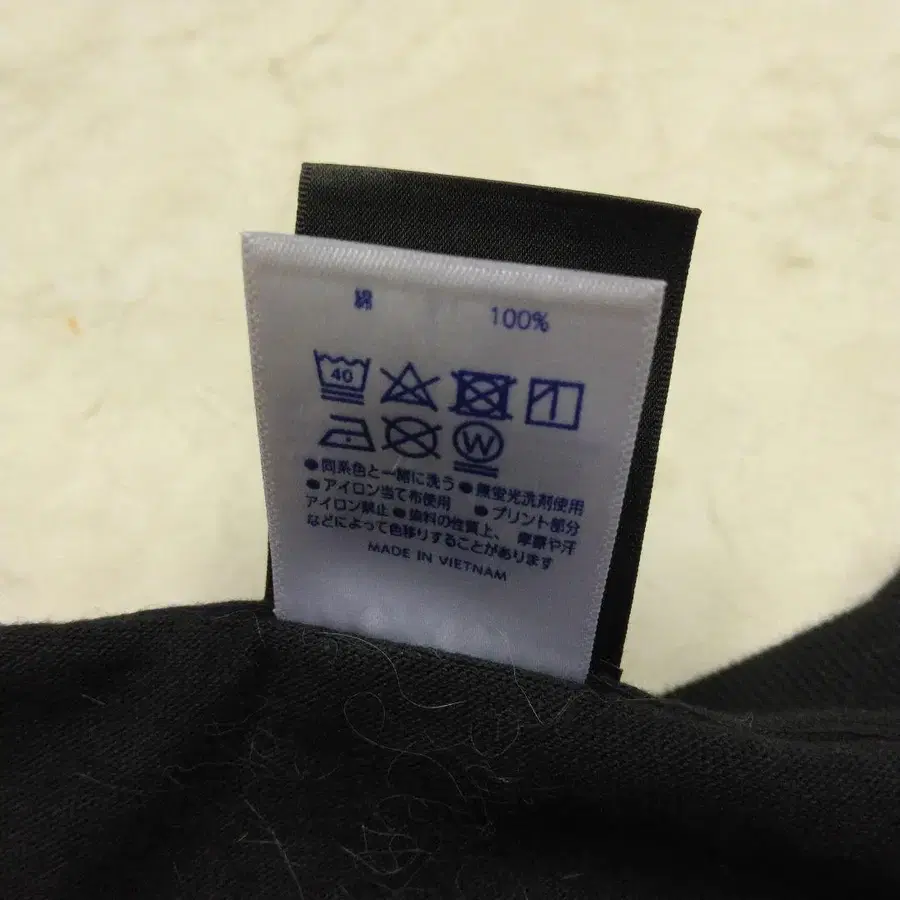 綿 100%
40
W
●同系色と一緒に洗う ●無蛍光洗剤使用
●アイロン当て布使用 ●プリント部分
アイロン禁止 ●染料の性質上、摩擦や汗
などによって色移りすることがあります
MADE IN VIETNAM